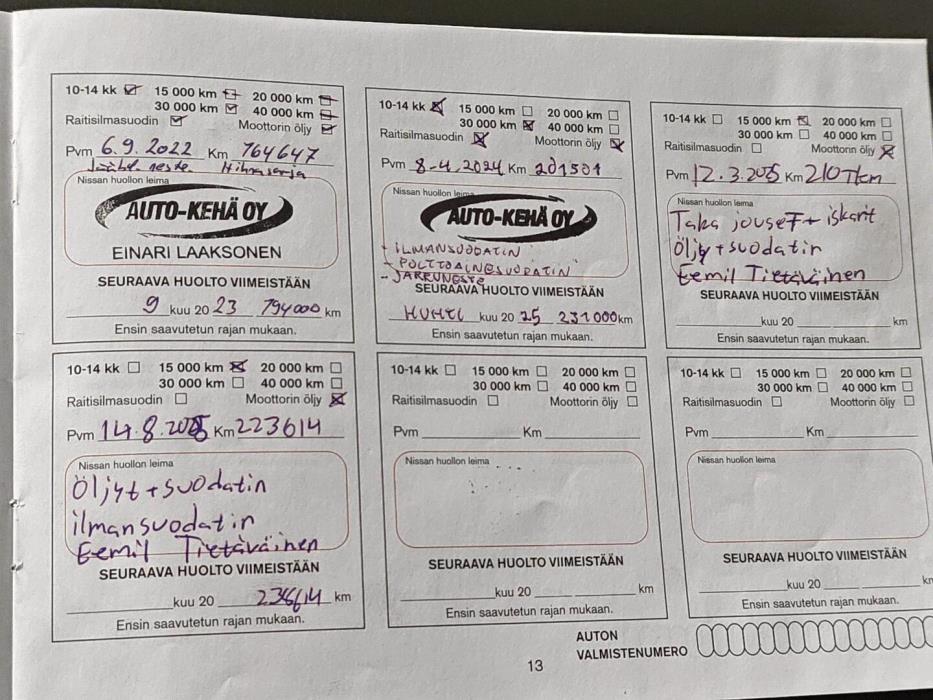 10-14 kk 15 000 km 20 000 km
30 000 km 40 000 km
Raitisilmasuodin Moottorin öljy
Pvm 6.9.2022 Km 164647
Jäähd. neste Hihnasarja
Nissan huollon leima
AUTO-KEHÄ OY
EINARI LAAKSONEN
SEURAAVA HUOLTO VIIMEISTÄÄN
9 kuu 20 23 794000 km
Ensin saavutetun rajan mukaan.
10-14 kk 15 000 km 20 000 km
30 000 km 40 000 km
Raitisilmasuodin Moottorin öljy
Pvm 8-4.2024 Km 201501
Nissan huollon leima
AUTO-KEHÄ OY
- ILMANSUODATIN
- POLTTOAINESUODATIN
- JARRUNESTE
SEURAAVA HUOLTO VIIMEISTÄÄN
HUHTI kuu 20 25 231000 km
Ensin saavutetun rajan mukaan.
10-14 kk 15 000 km 20 000 km
30 000 km 40 000 km
Raitisilmasuodin Moottorin öljy
Pvm 12.3.2025 Km 210Tkm
Nissan huollon leima
Taka jouset + iskarit
Öljy + suodatin
Eemil Tietäväinen
SEURAAVA HUOLTO VIIMEISTÄÄN
kuu 20 km
Ensin saavutetun rajan mukaan.
10-14 kk 15 000 km 20 000 km
30 000 km 40 000 km
Raitisilmasuodin Moottorin öljy
Pvm 14.8.2025 Km 223614
Nissan huollon leima
Öljyt + suodatin
ilmansuodatin
Eemil Tietäväinen
SEURAAVA HUOLTO VIIMEISTÄÄN
kuu 20 238614 km
Ensin saavutetun rajan mukaan.
10-14 kk 15 000 km 20 000 km
30 000 km 40 000 km
Raitisilmasuodin Moottorin öljy
Pvm Km
Nissan huollon leima
SEURAAVA HUOLTO VIIMEISTÄÄN
kuu 20 km
Ensin saavutetun rajan mukaan.
10-14 kk 15 000 km 20 000 km
30 000 km 40 000 km
Raitisilmasuodin Moottorin öljy
Pvm Km
Nissan huollon leima
SEURAAVA HUOLTO VIIMEISTÄÄN
kuu 20 km
Ensin saavutetun rajan mukaan.
AUTON
VALMISTENUMERO
13